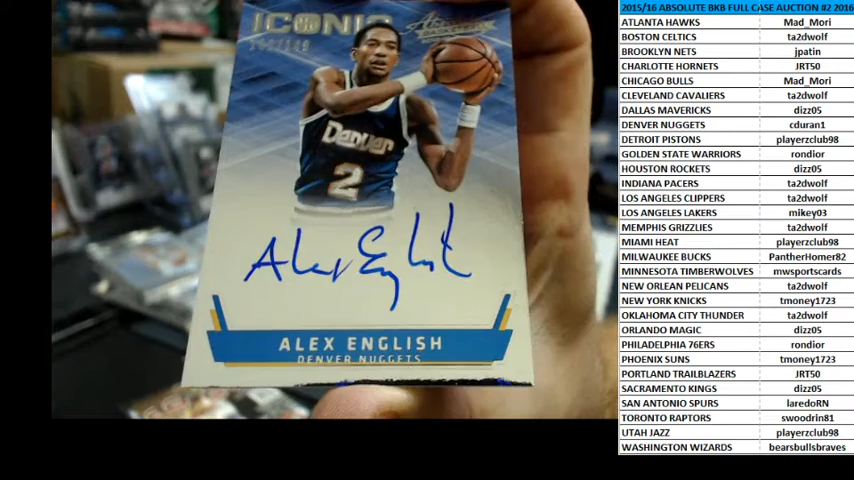 ICONIC
Absolute
Denver
2
Alex English
ALEX ENGLISH
DENVER NUGGETS
2015/16 ABSOLUTE BKB FULL CASE AUCTION #2 2016
ATLANTA HAWKS Mad_Mori
BOSTON CELTICS ta2dwolf
BROOKLYN NETS jpatin
CHARLOTTE HORNETS JRT50
CHICAGO BULLS Mad_Mori
CLEVELAND CAVALIERS ta2dwolf
DALLAS MAVERICKS dizz05
DENVER NUGGETS cduran1
DETROIT PISTONS playerzclub98
GOLDEN STATE WARRIORS rondior
HOUSTON ROCKETS dizz05
INDIANA PACERS ta2dwolf
LOS ANGELES CLIPPERS ta2dwolf
LOS ANGELES LAKERS mikey03
MEMPHIS GRIZZLIES ta2dwolf
MIAMI HEAT playerzclub98
MILWAUKEE BUCKS PantherHomer82
MINNESOTA TIMBERWOLVES mwsportscards
NEW ORLEAN PELICANS ta2dwolf
NEW YORK KNICKS tmoney1723
OKLAHOMA CITY THUNDER ta2dwolf
ORLANDO MAGIC dizz05
PHILADELPHIA 76ERS rondior
PHOENIX SUNS tmoney1723
PORTLAND TRAILBLAZERS JRT50
SACRAMENTO KINGS dizz05
SAN ANTONIO SPURS laredoRN
TORONTO RAPTORS swoodrin81
UTAH JAZZ playerzclub98
WASHINGTON WIZARDS bearsbullsbraves